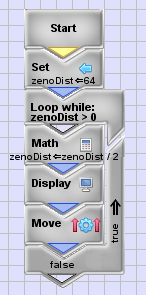 Start
Set
zenoDist⇐64
Loop while:
zenoDist > 0
Math
zenoDist⇐zenoDist / 2
Display
Move
true
false